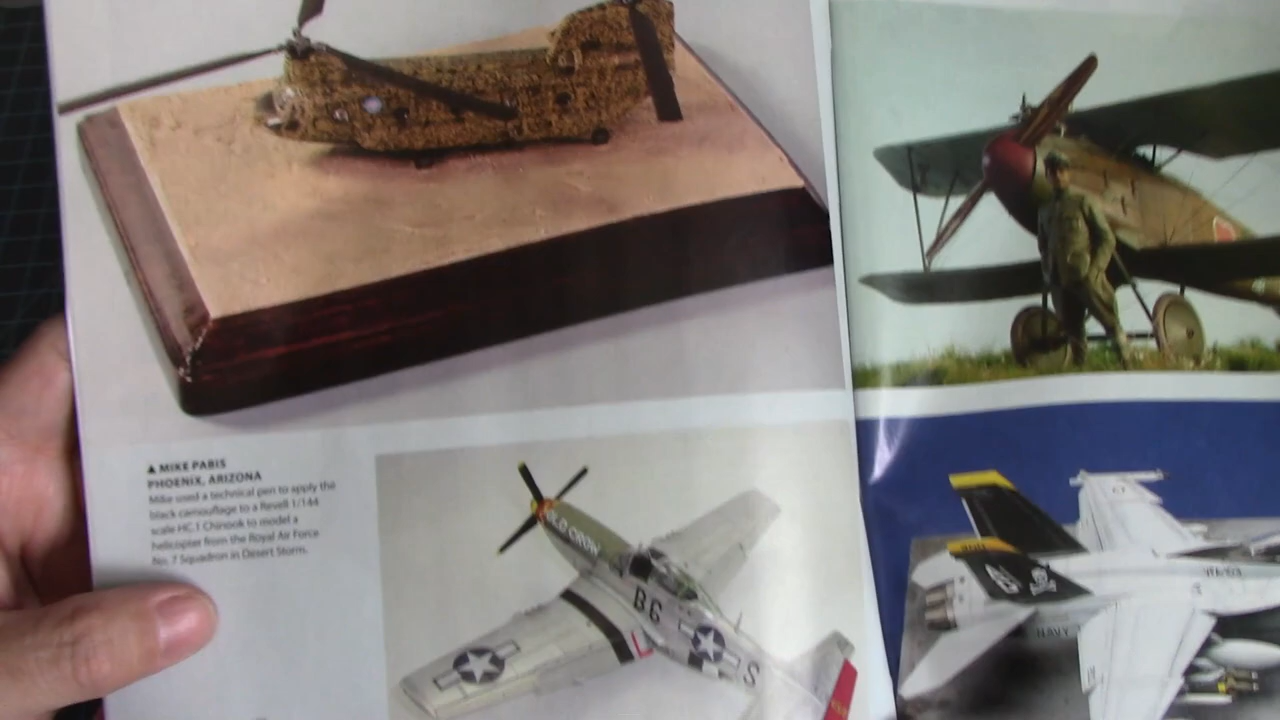 ▲ MIKE PABIS
PHOENIX, ARIZONA
Mike used a technical pen to apply the
black camouflage to a Revell 1/144
scale HC.1 Chinook to model a
helicopter from the Royal Air Force
No. 7 Squadron in Desert Storm.
OLD CROW
B6
L
S
NAVY
VFA-103